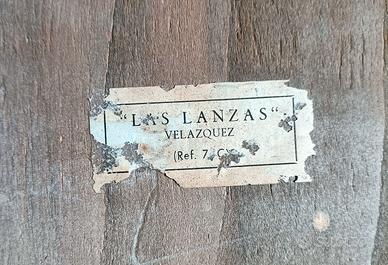 "LAS LANZAS"
VELAZQUEZ
(Ref. 7